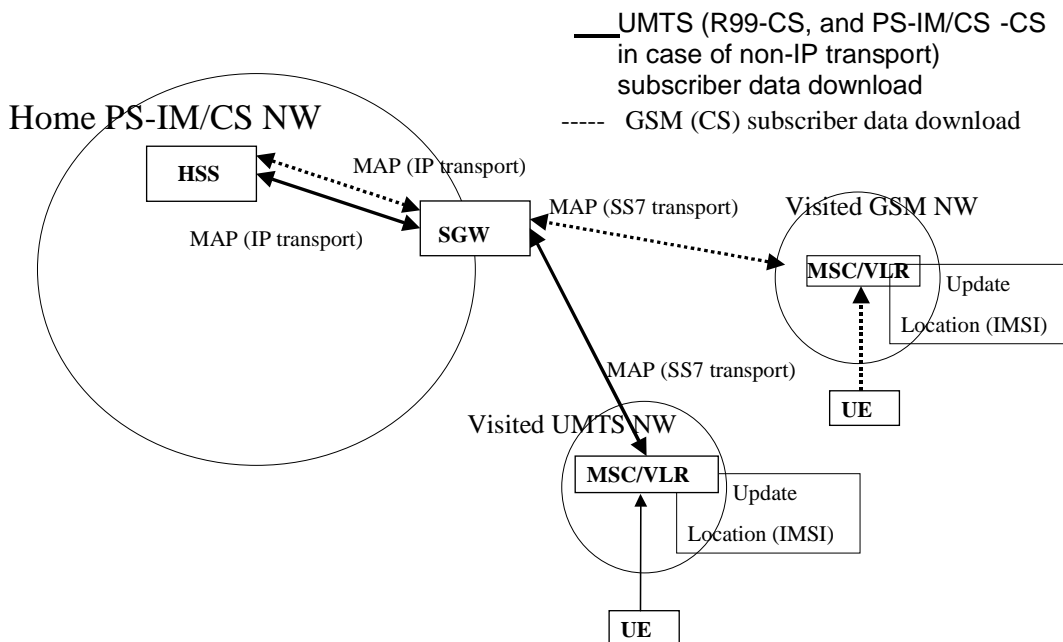 UMTS (R99-CS, and PS-IM/CS -CS
in case of non-IP transport)
subscriber data download
----- GSM (CS) subscriber data download
Home PS-IM/CS NW
HSS
MAP (IP transport)
MAP (IP transport)
SGW
MAP (SS7 transport)
Visited GSM NW
MSC/VLR
Update
Location (IMSI)
UE
MAP (SS7 transport)
Visited UMTS NW
MSC/VLR
Update
Location (IMSI)
UE